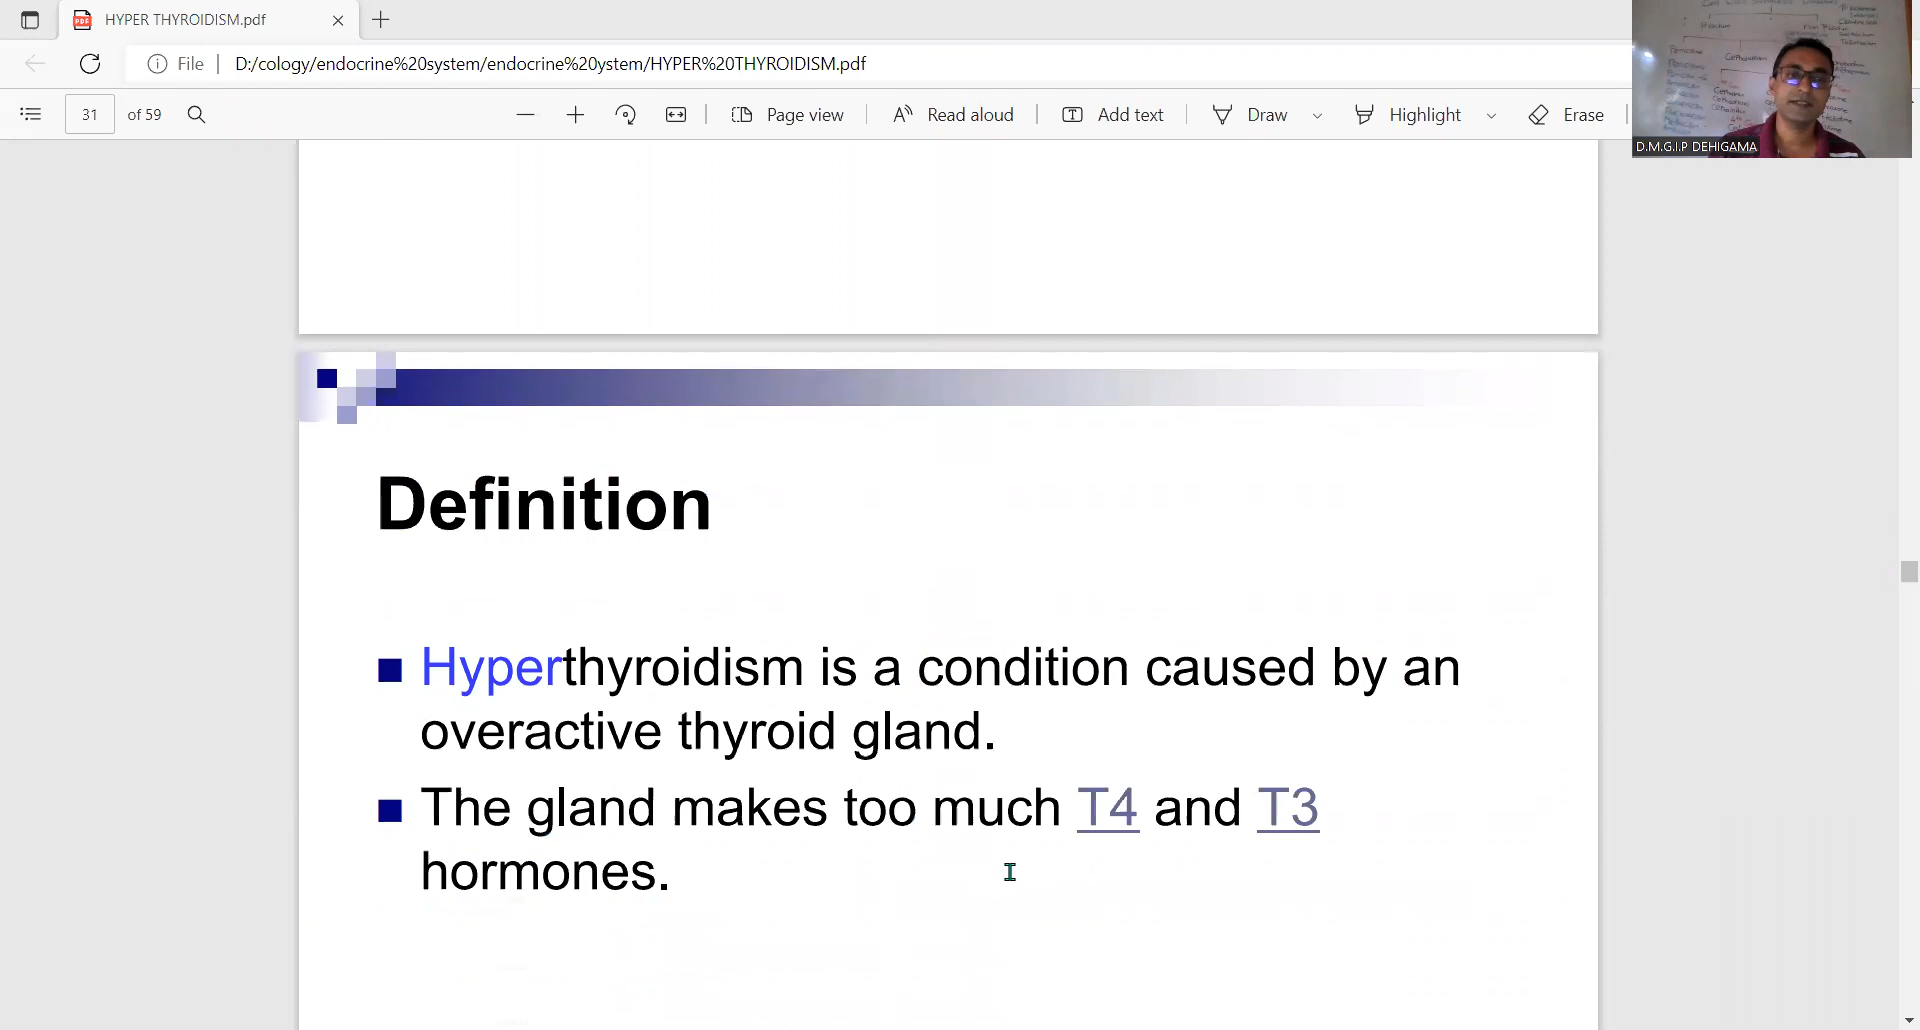 HYPER THYROIDISM.pdf
File
D:/cology/endocrine%20system/endocrine%20ystem/HYPER%20THYROIDISM.pdf
31 of 59
Page view
Read aloud
Add text
Draw
Highlight
Erase
D.M.G.I.P DEHIGAMA
Definition
Hyperthyroidism is a condition caused by an
overactive thyroid gland.
The gland makes too much T4 and T3
hormones.